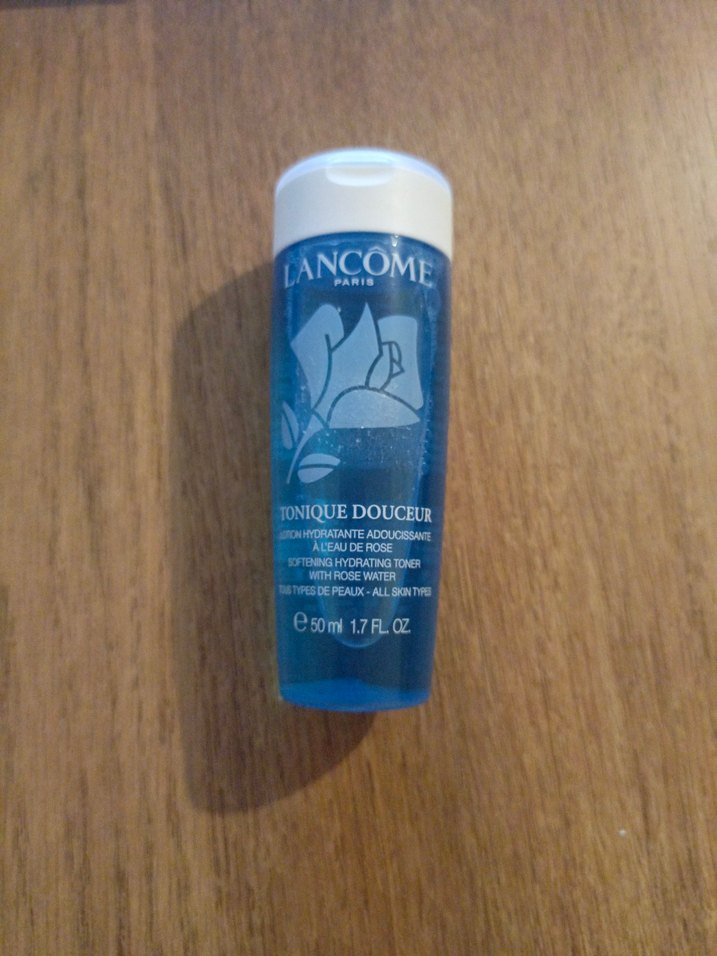 LANCÔME
PARIS
TONIQUE DOUCEUR
LOTION HYDRATANTE ADOUCISSANTE
À L'EAU DE ROSE
SOFTENING HYDRATING TONER
WITH ROSE WATER
TOUS TYPES DE PEAUX - ALL SKIN TYPES
e 50 ml 1.7 FL. OZ.